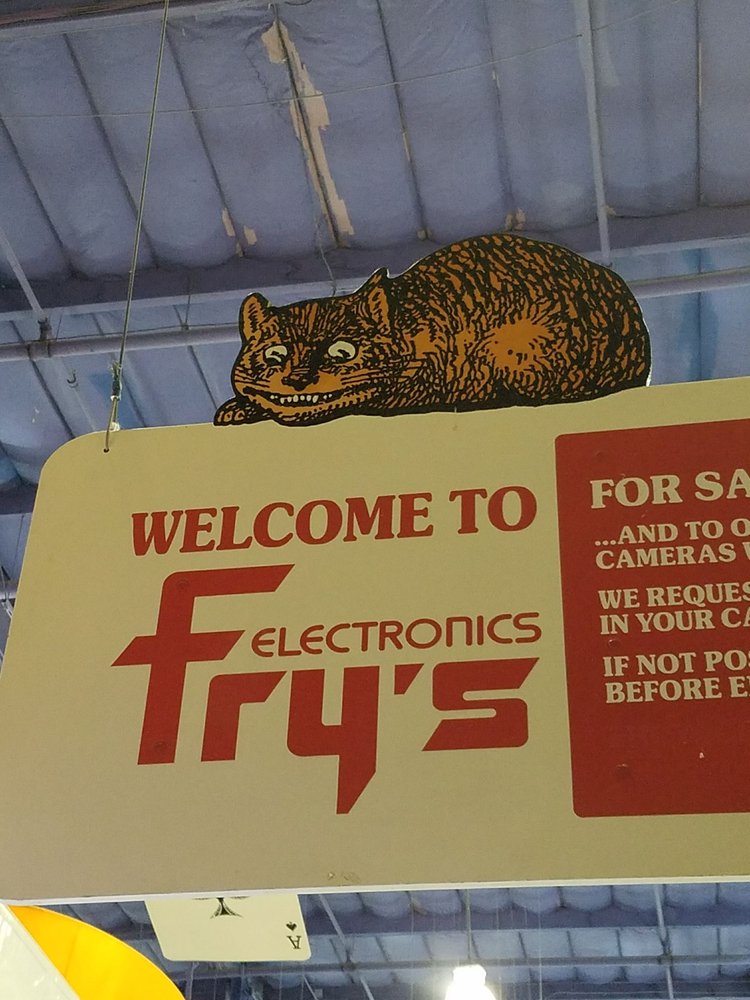 WELCOME TO
Fry's
ELECTRONICS
FOR SA
...AND TO O
CAMERAS
WE REQUES
IN YOUR CA
IF NOT POS
BEFORE E
A